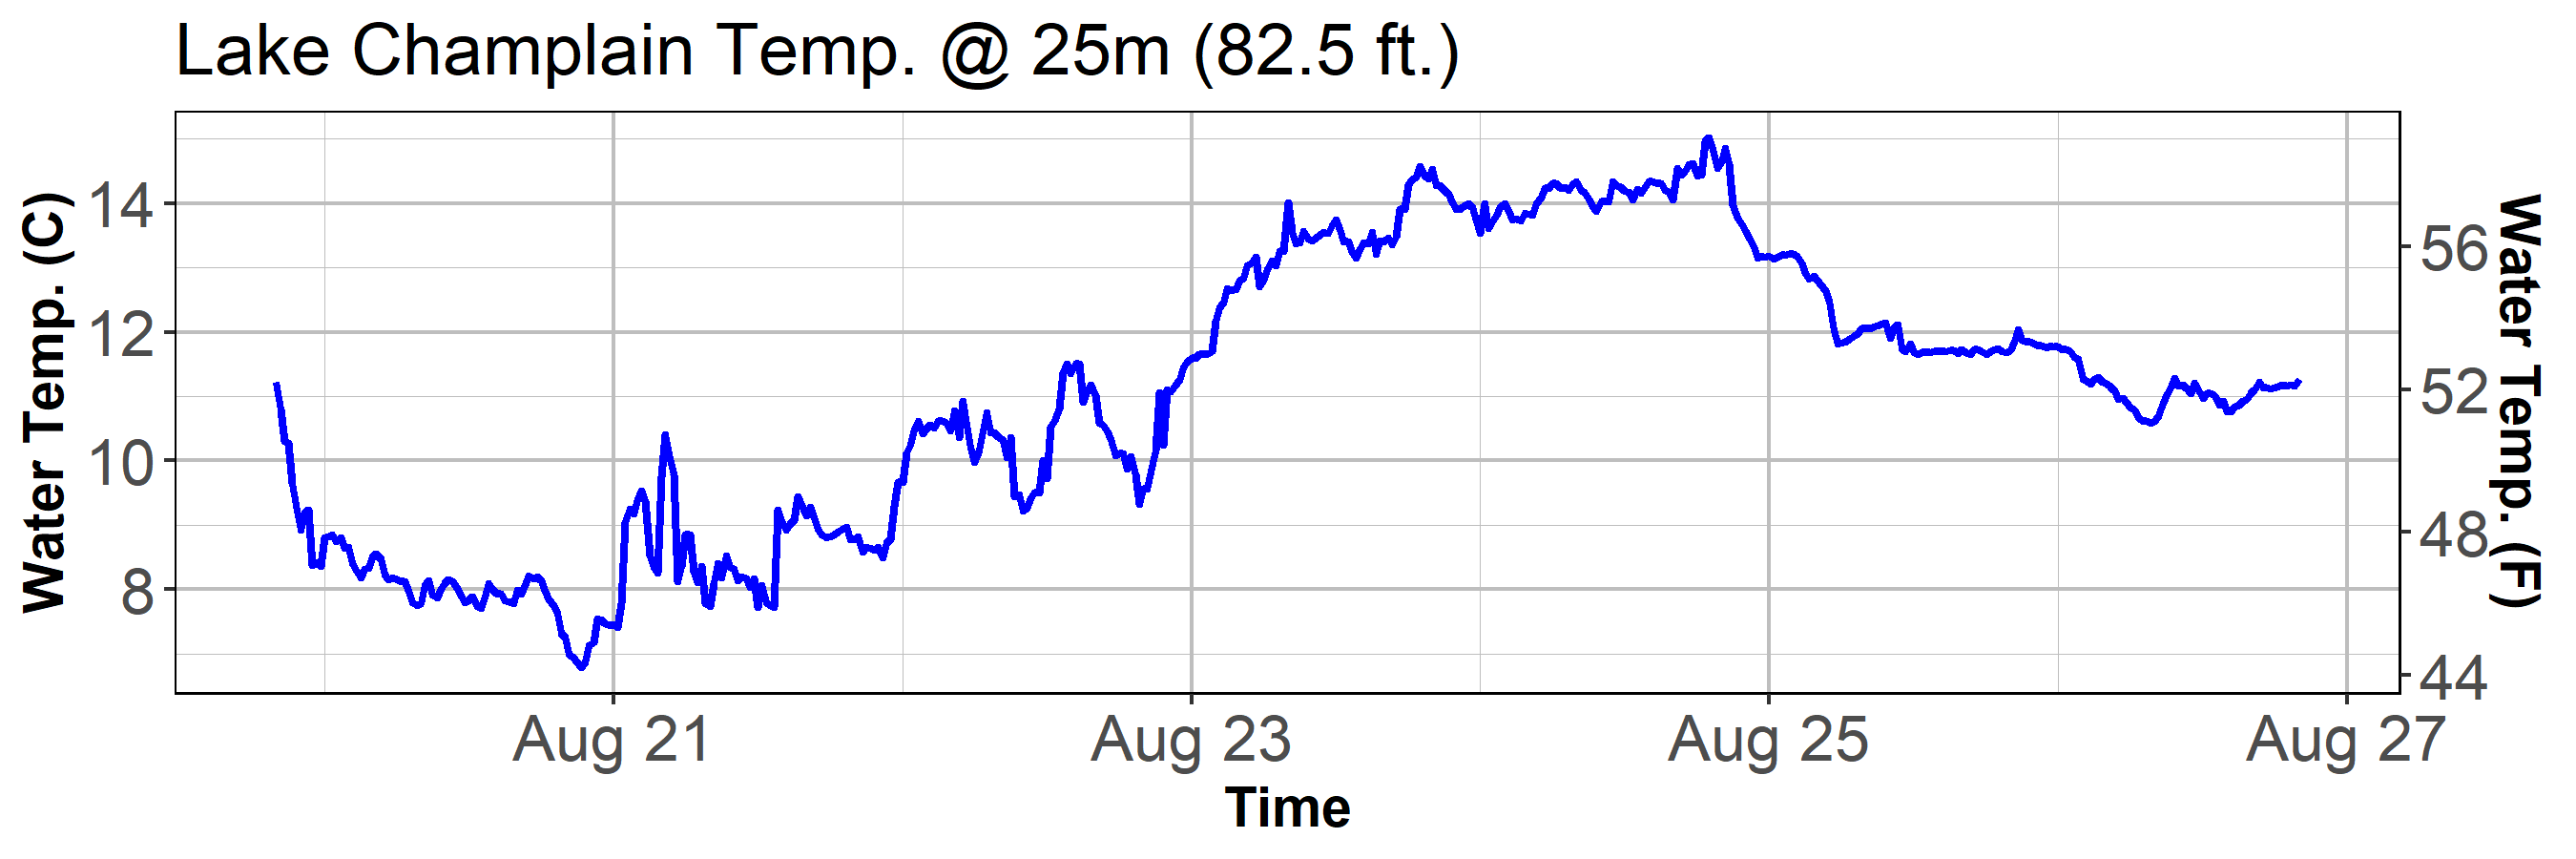 Lake Champlain Temp. @ 25m (82.5 ft.)
Water Temp. (C)
14
12
10
8
56
52
48
44
Water Temp. (F)
Aug 21 Aug 23 Aug 25 Aug 27
Time